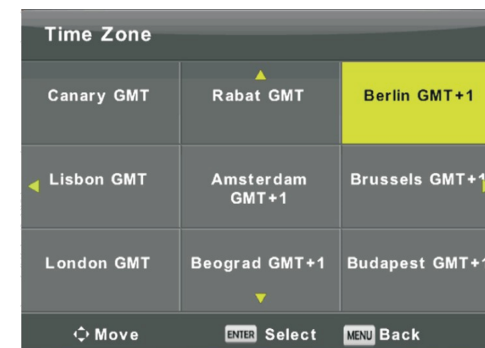 Time Zone
Canary GMT
Rabat GMT
Berlin GMT+1
Lisbon GMT
Amsterdam
GMT+1
Brussels GMT+1
London GMT
Beograd GMT+1
Budapest GMT+1
Move
ENTER Select
MENU Back